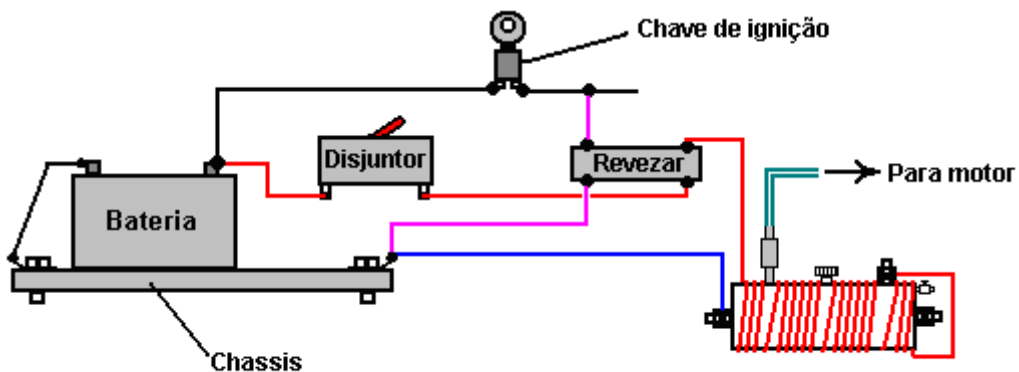 Chave de ignição
Disjuntor
Revezar
Para motor
Bateria
Chassis